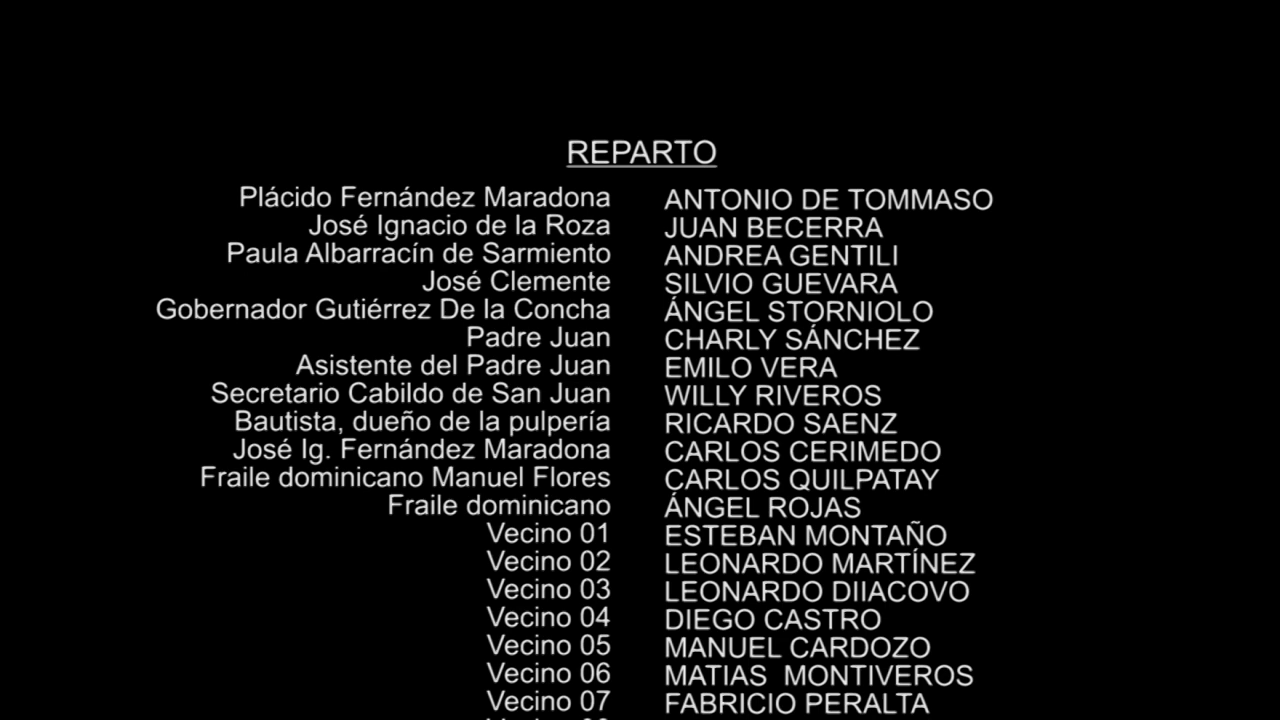 REPARTO
Plácido Fernández Maradona ANTONIO DE TOMMASO
José Ignacio de la Roza JUAN BECERRA
Paula Albarracín de Sarmiento ANDREA GENTILI
José Clemente SILVIO GUEVARA
Gobernador Gutiérrez De la Concha ÁNGEL STORNIOLO
Padre Juan CHARLY SÁNCHEZ
Asistente del Padre Juan EMILO VERA
Secretario Cabildo de San Juan WILLY RIVEROS
Bautista, dueño de la pulpería RICARDO SAENZ
José Ig. Fernández Maradona CARLOS CERIMEDO
Fraile dominicano Manuel Flores CARLOS QUILPATAY
Fraile dominicano ÁNGEL ROJAS
Vecino 01 ESTEBAN MONTAÑO
Vecino 02 LEONARDO MARTÍNEZ
Vecino 03 LEONARDO DIIACOVO
Vecino 04 DIEGO CASTRO
Vecino 05 MANUEL CARDOZO
Vecino 06 MATIAS  MONTIVEROS
Vecino 07 FABRICIO PERALTA